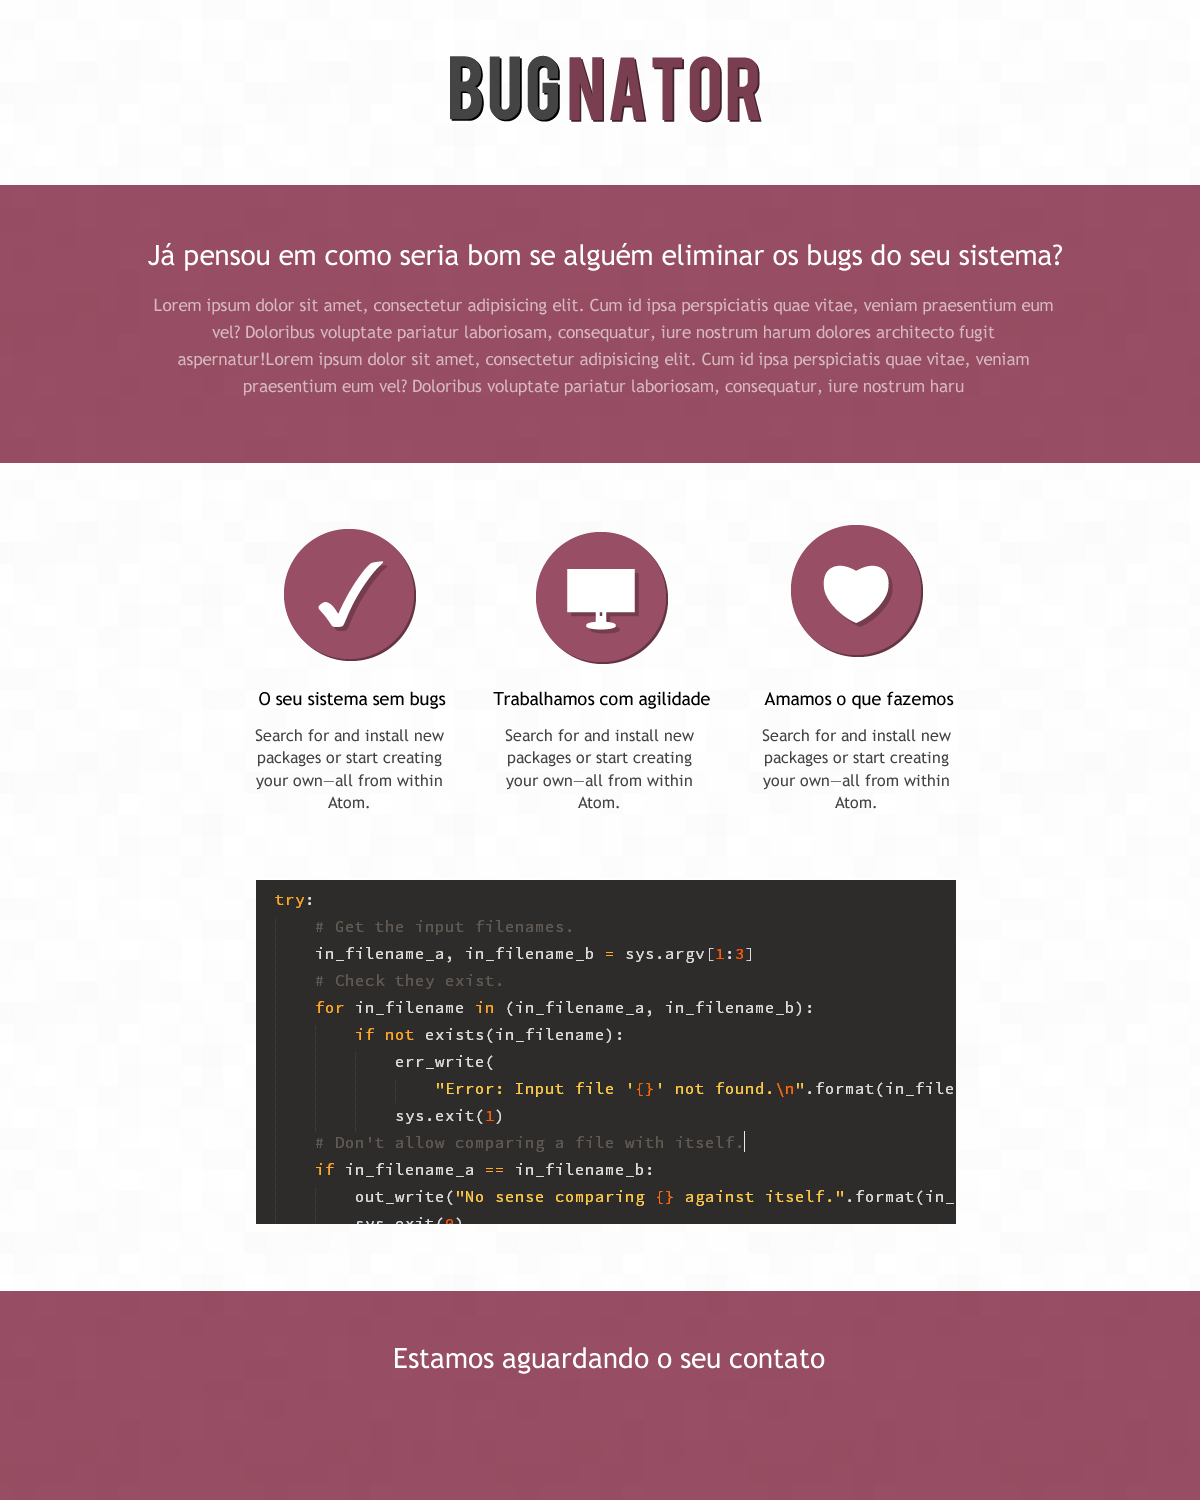 BUGNATOR
Já pensou em como seria bom se alguém eliminar os bugs do seu sistema?
Lorem ipsum dolor sit amet, consectetur adipisicing elit. Cum id ipsa perspiciatis quae vitae, veniam praesentium eum
vel? Doloribus voluptate pariatur laboriosam, consequatur, iure nostrum harum dolores architecto fugit
aspernatur!Lorem ipsum dolor sit amet, consectetur adipisicing elit. Cum id ipsa perspiciatis quae vitae, veniam
praesentium eum vel? Doloribus voluptate pariatur laboriosam, consequatur, iure nostrum haru
O seu sistema sem bugs
Search for and install new
packages or start creating
your own—all from within
Atom.
Trabalhamos com agilidade
Search for and install new
packages or start creating
your own—all from within
Atom.
Amamos o que fazemos
Search for and install new
packages or start creating
your own—all from within
Atom.
try:
# Get the input filenames.
in_filename_a, in_filename_b = sys.argv[1:3]
# Check they exist.
for in_filename in (in_filename_a, in_filename_b):
if not exists(in_filename):
err_write(
"Error: Input file '{}' not found.\n".format(in_file
sys.exit(1)
# Don't allow comparing a file with itself.
if in_filename_a == in_filename_b:
out_write("No sense comparing {} against itself.".format(in_
sys.exit(0)
Estamos aguardando o seu contato